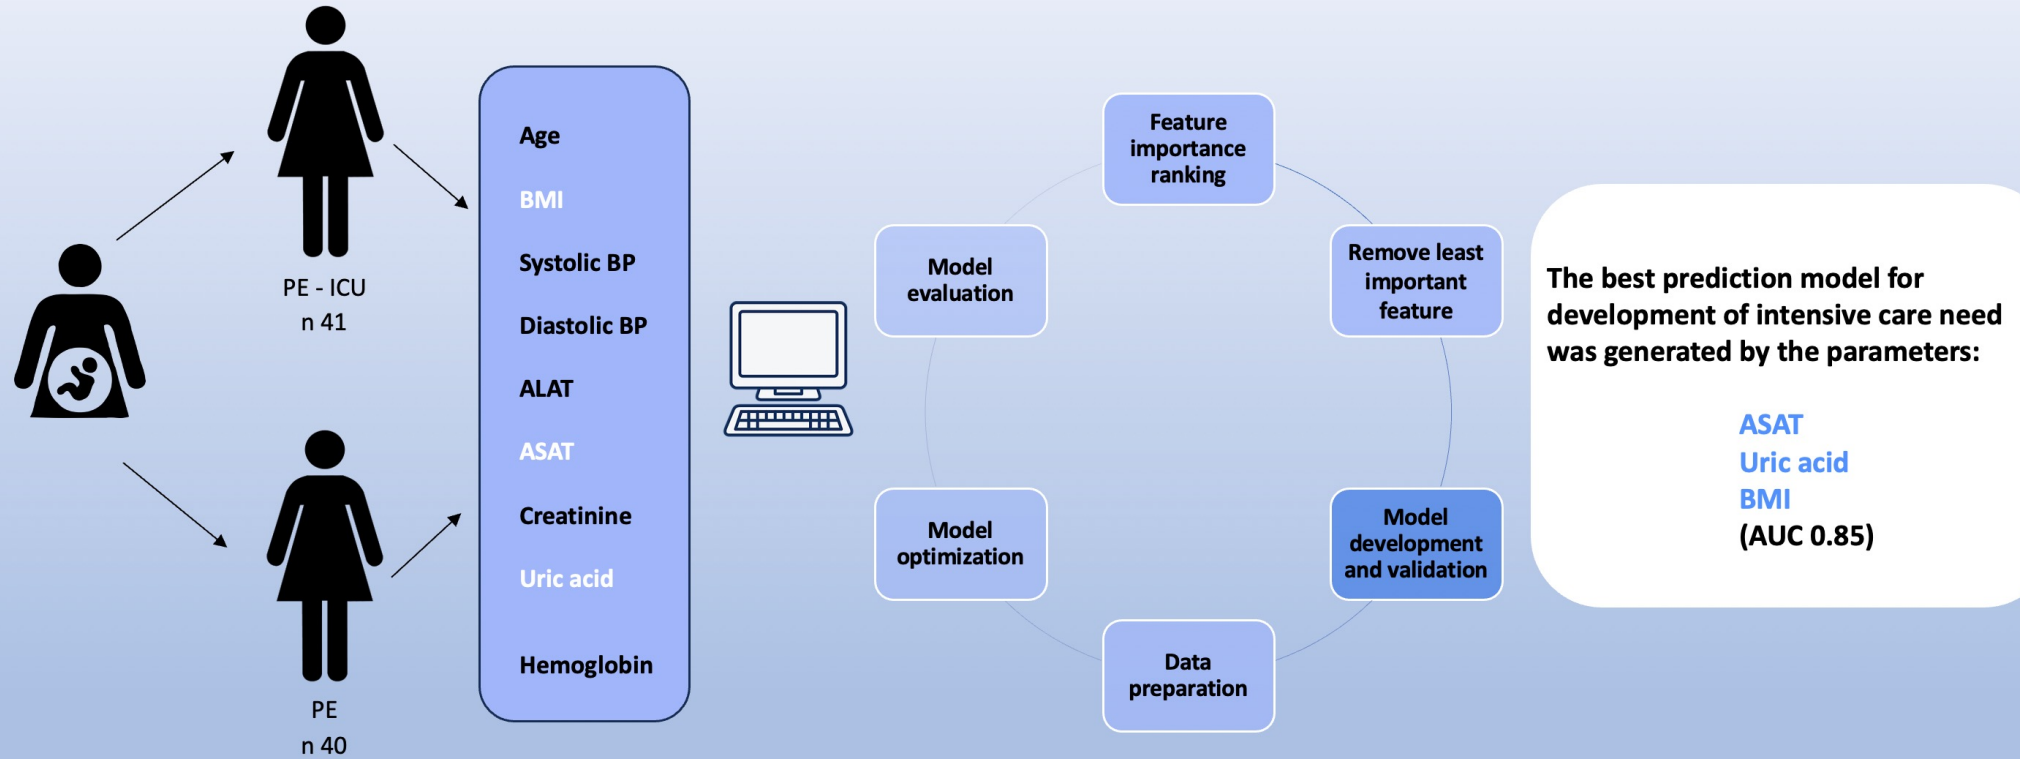 PE - ICU
n 41
PE
n 40
Age
BMI
Systolic BP
Diastolic BP
ALAT
ASAT
Creatinine
Uric acid
Hemoglobin
Feature
importance
ranking
Remove least
important
feature
Model
development
and validation
Data
preparation
Model
optimization
Model
evaluation
The best prediction model for
development of intensive care need
was generated by the parameters:
ASAT
Uric acid
BMI
(AUC 0.85)